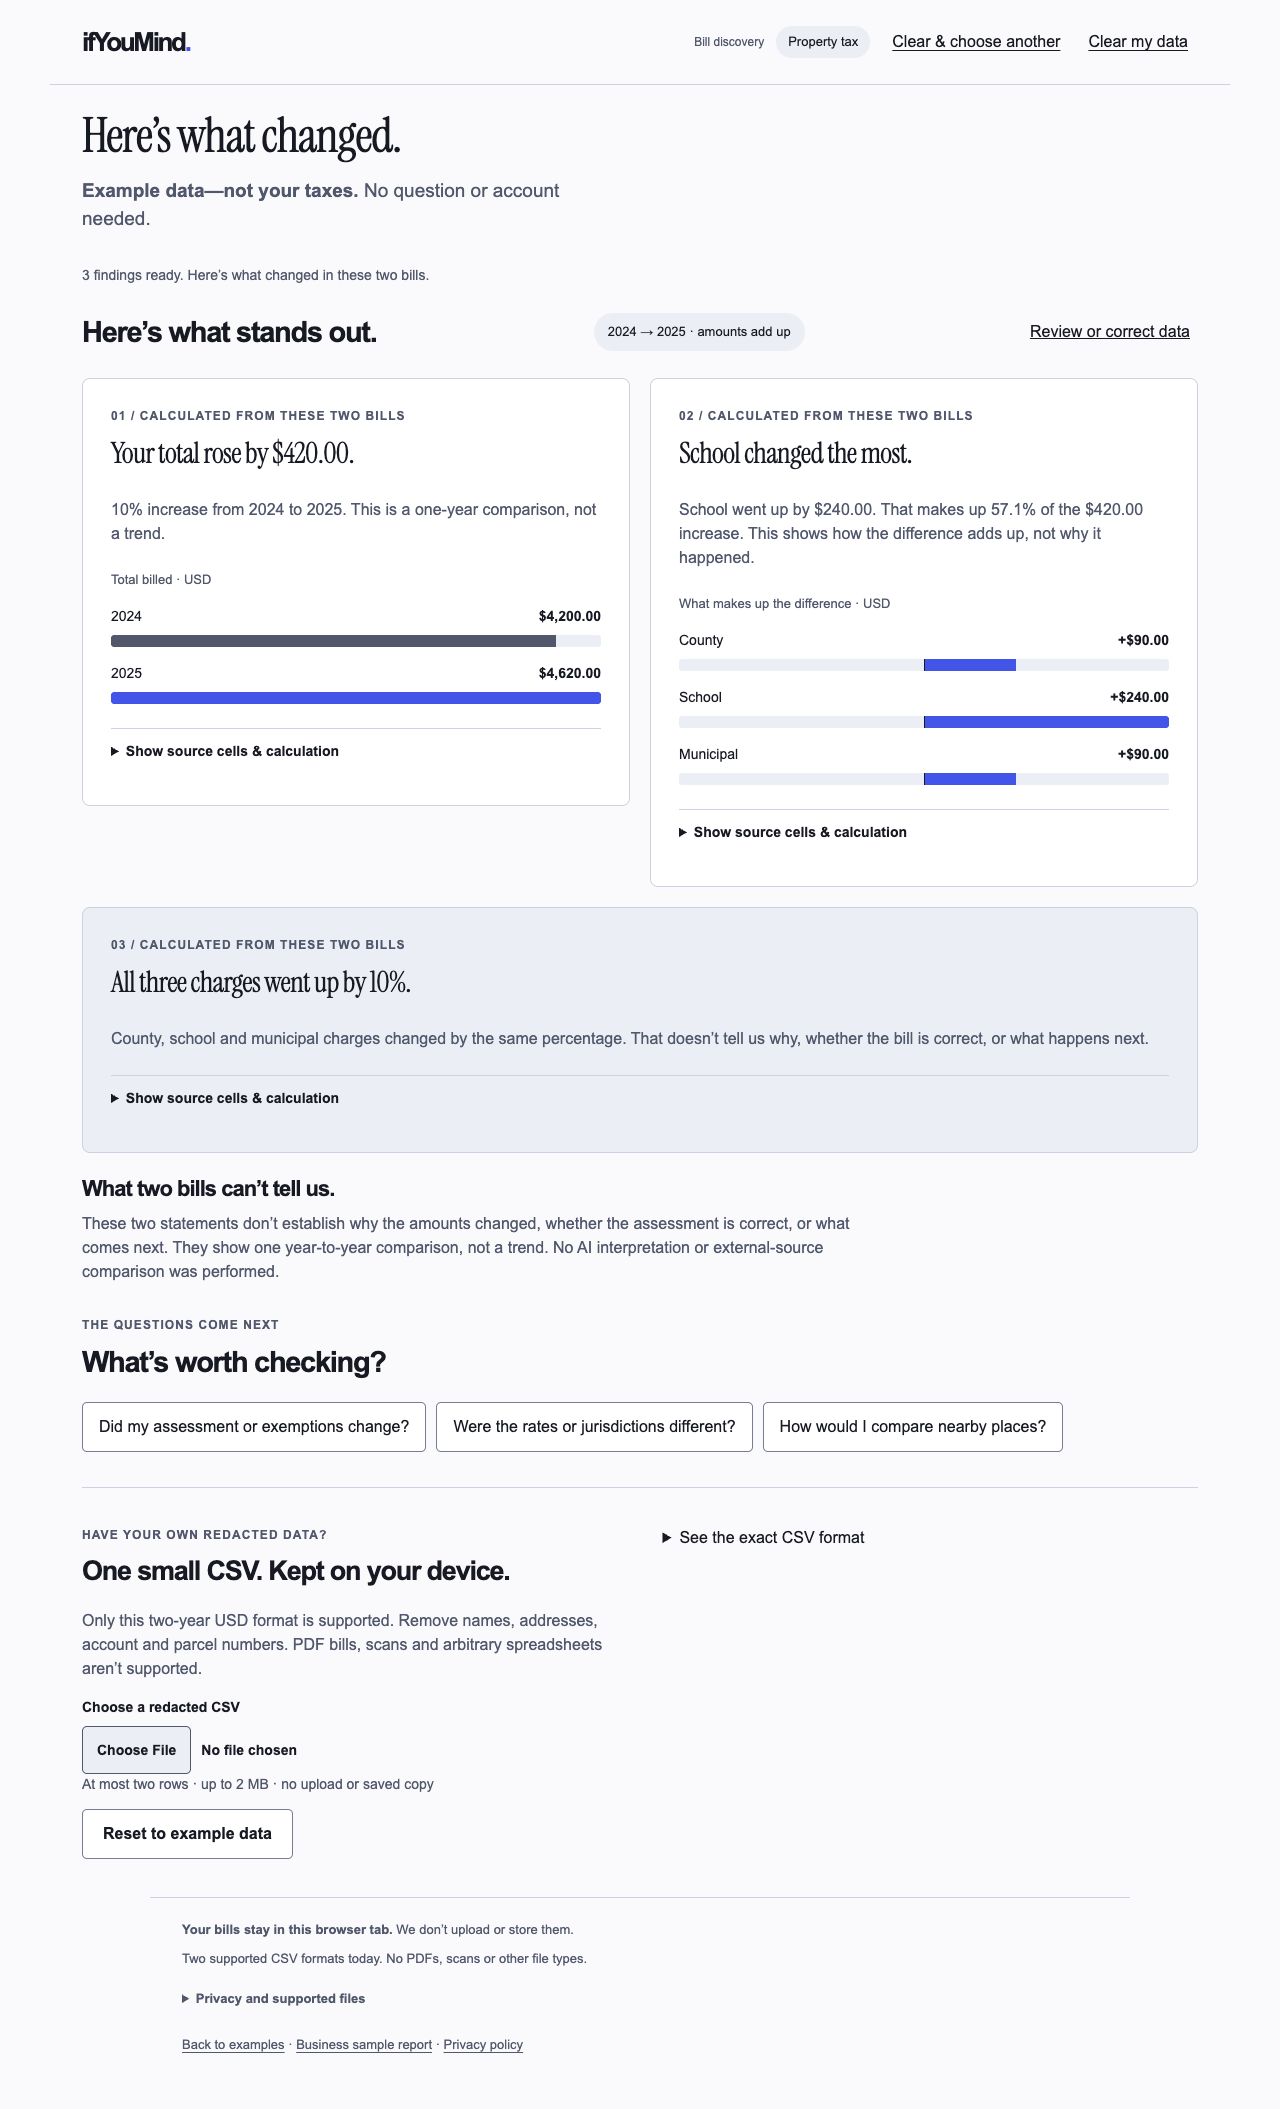 ifYouMind.
Bill discovery
Property tax
Clear & choose another
Clear my data
Here’s what changed.
Example data—not your taxes. No question or account
needed.
3 findings ready. Here’s what changed in these two bills.
Here’s what stands out.
2024 → 2025 · amounts add up
Review or correct data
01 / CALCULATED FROM THESE TWO BILLS
Your total rose by $420.00.
10% increase from 2024 to 2025. This is a one-year comparison, not
a trend.
Total billed · USD
2024 $4,200.00
2025 $4,620.00
▶ Show source cells & calculation
02 / CALCULATED FROM THESE TWO BILLS
School changed the most.
School went up by $240.00. That makes up 57.1% of the $420.00
increase. This shows how the difference adds up, not why it
happened.
What makes up the difference · USD
County +$90.00
School +$240.00
Municipal +$90.00
▶ Show source cells & calculation
03 / CALCULATED FROM THESE TWO BILLS
All three charges went up by 10%.
County, school and municipal charges changed by the same percentage. That doesn’t tell us why, whether the bill is correct, or what happens next.
▶ Show source cells & calculation
What two bills can’t tell us.
These two statements don’t establish why the amounts changed, whether the assessment is correct, or what
comes next. They show one year-to-year comparison, not a trend. No AI interpretation or external-source
comparison was performed.
THE QUESTIONS COME NEXT
What’s worth checking?
Did my assessment or exemptions change?
Were the rates or jurisdictions different?
How would I compare nearby places?
HAVE YOUR OWN REDACTED DATA?
One small CSV. Kept on your device.
Only this two-year USD format is supported. Remove names, addresses,
account and parcel numbers. PDF bills, scans and arbitrary spreadsheets
aren’t supported.
Choose a redacted CSV
Choose File No file chosen
At most two rows · up to 2 MB · no upload or saved copy
Reset to example data
▶ See the exact CSV format
Your bills stay in this browser tab. We don’t upload or store them.
Two supported CSV formats today. No PDFs, scans or other file types.
▶ Privacy and supported files
Back to examples · Business sample report · Privacy policy